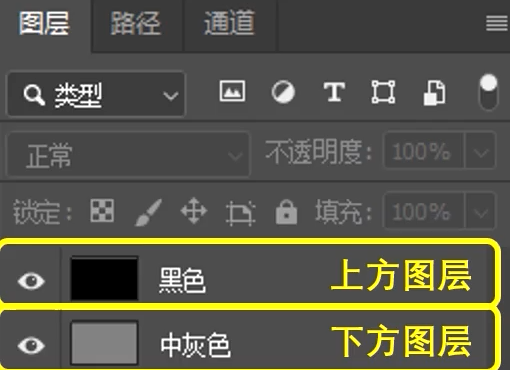 图层 路径 通道
类型 T
正常 不透明度: 100%
锁定: 填充: 100%
黑色 上方图层
中灰色 下方图层